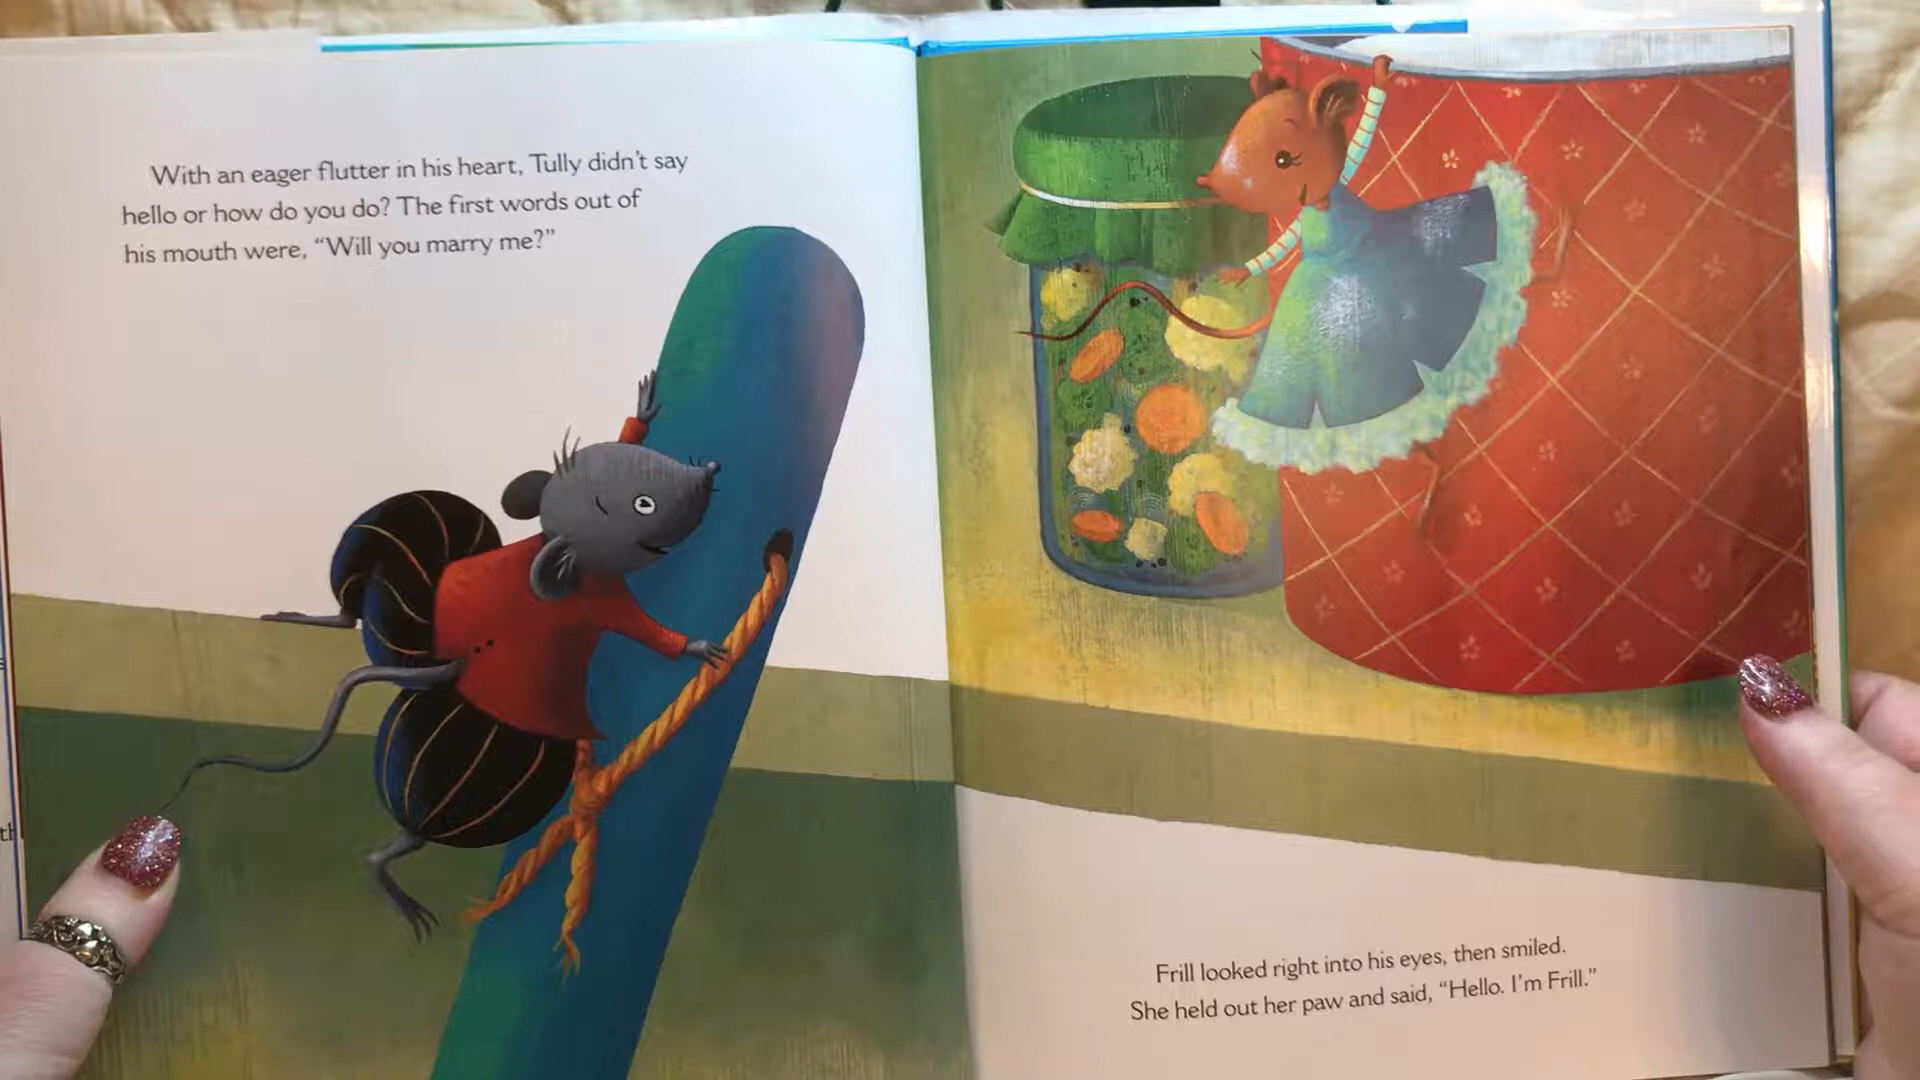 With an eager flutter in his heart, Tully didn't say
hello or how do you do? The first words out of
his mouth were, “Will you marry me?”
Frill looked right into his eyes, then smiled.
She held out her paw and said, “Hello. I'm Frill.”